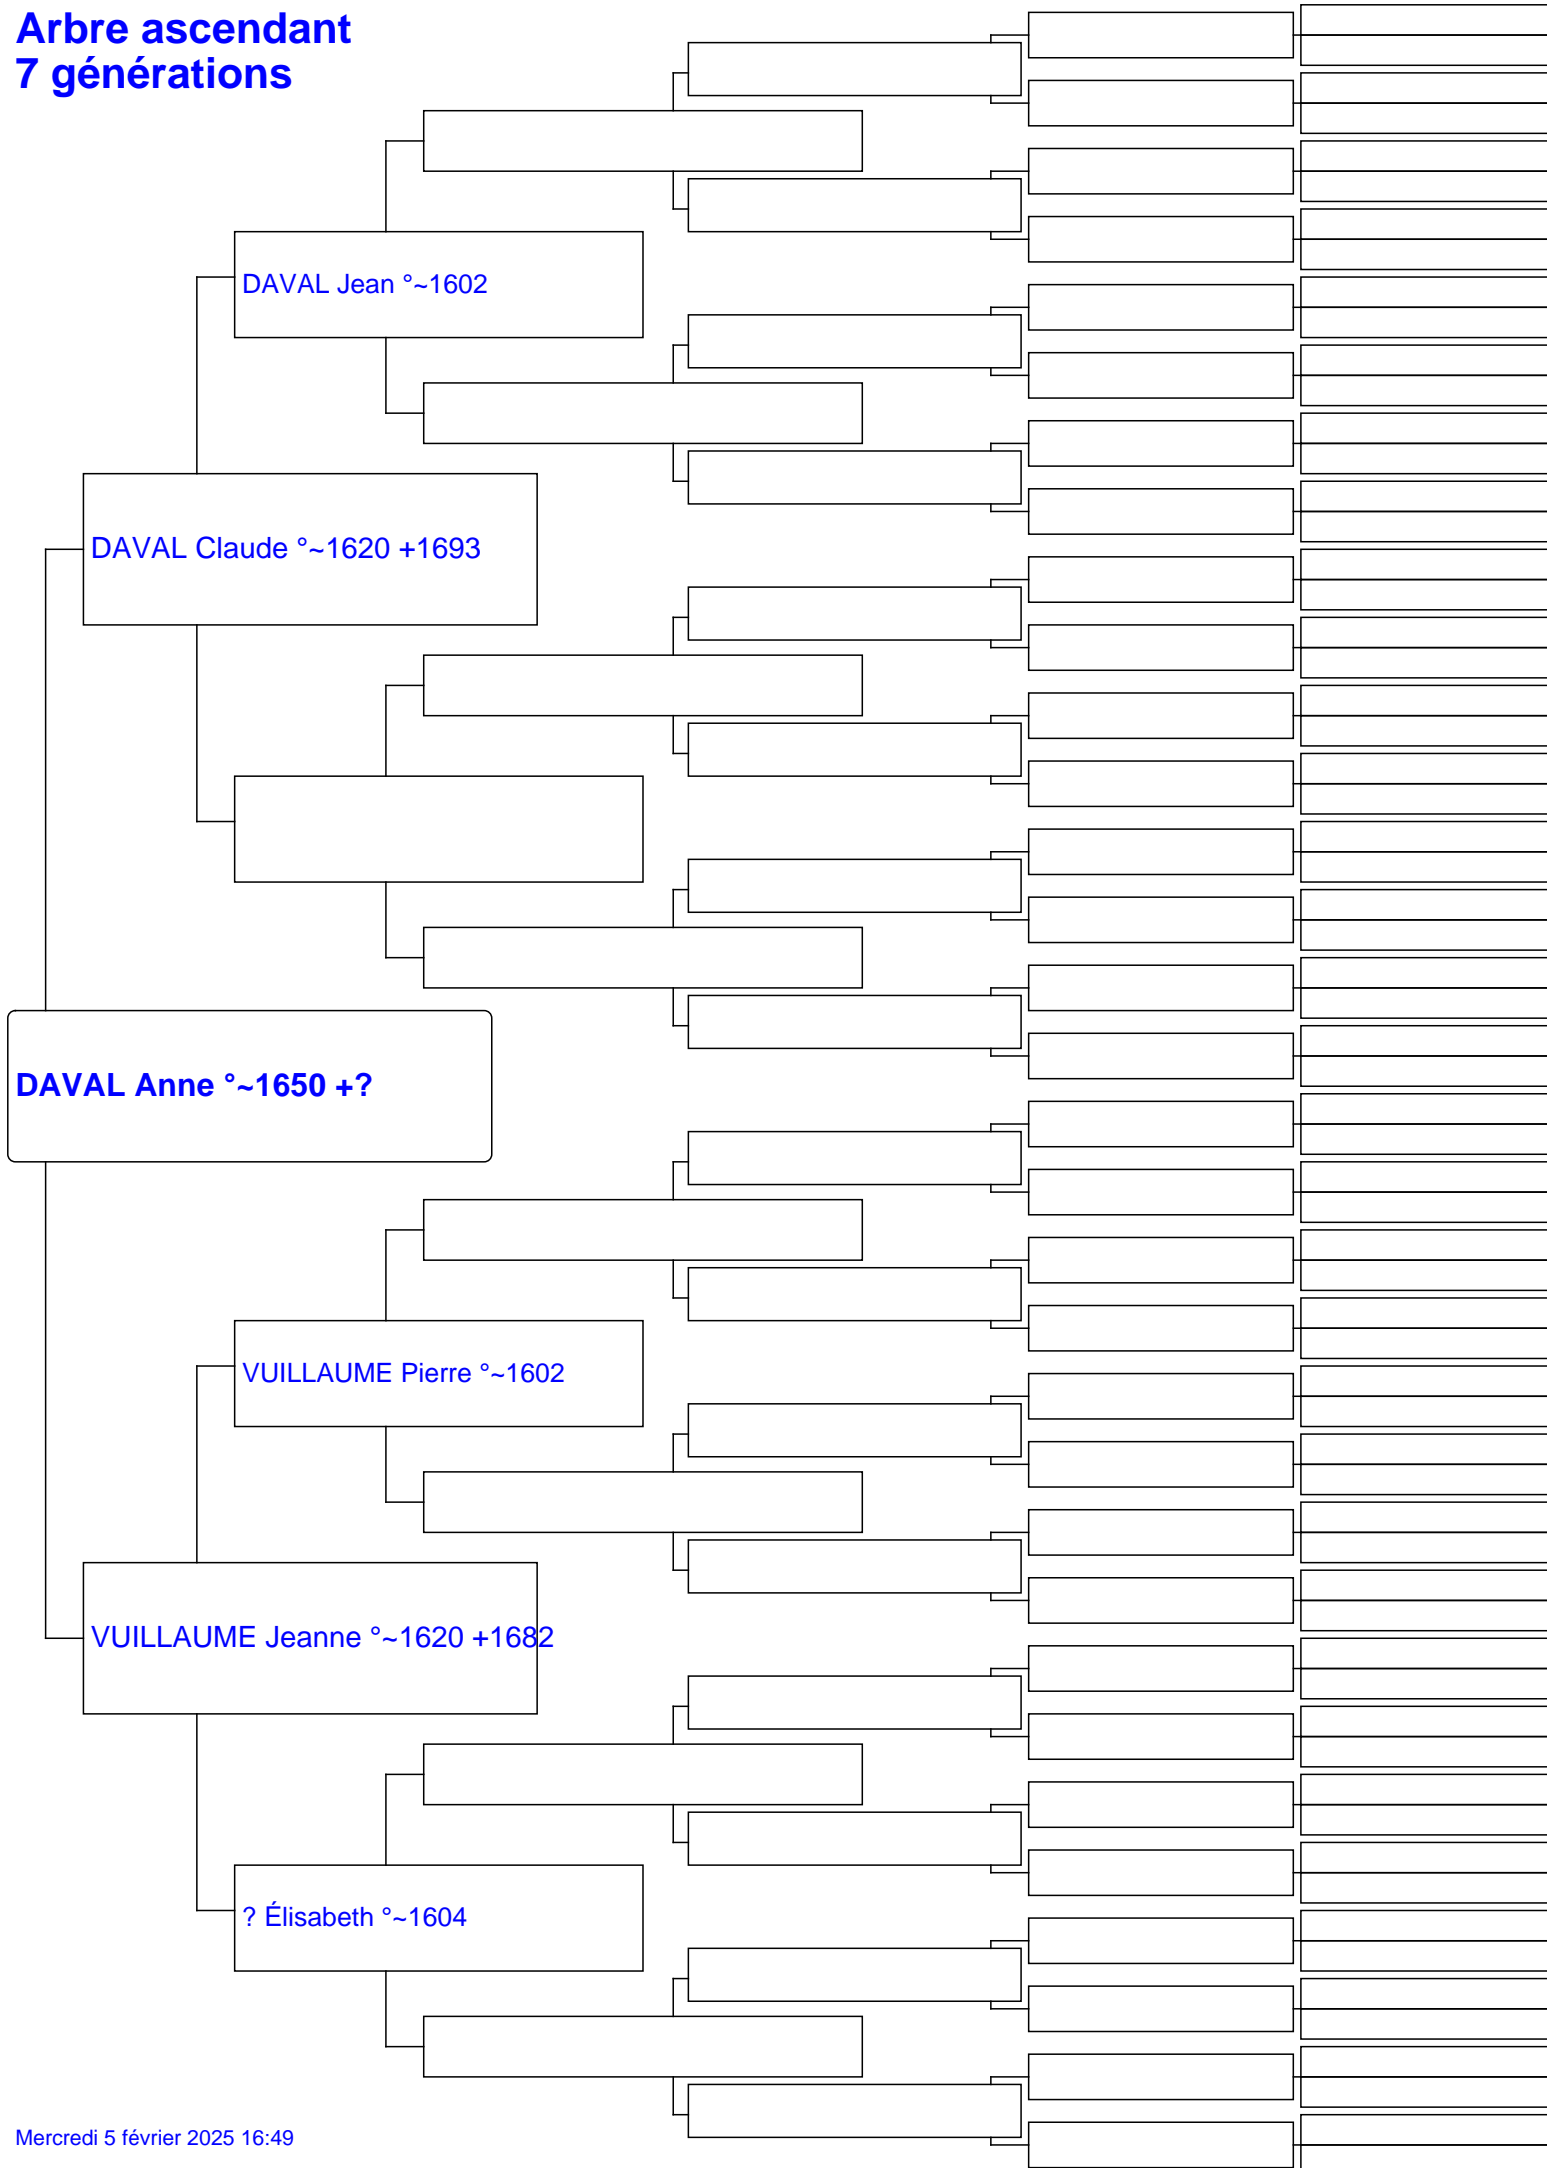 Arbre ascendant
7 générations
DAVAL Jean °~1602
DAVAL Claude °~1620 +1693
DAVAL Anne °~1650 +?
VUILLAUME Pierre °~1602
VUILLAUME Jeanne °~1620 +1682
? Élisabeth °~1604
Mercredi 5 février 2025 16:49